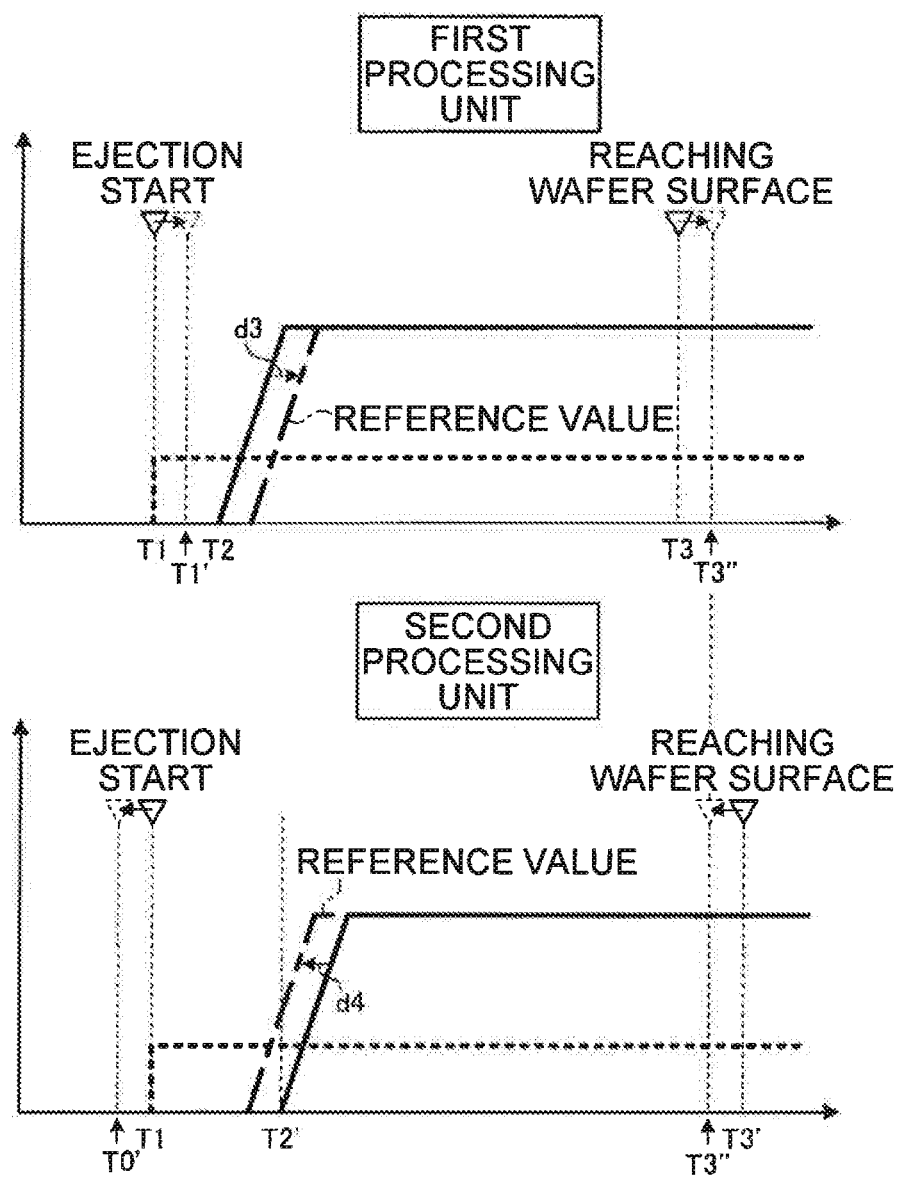 FIRST
PROCESSING
UNIT
EJECTION
START
REACHING
WAFER SURFACE
d3
REFERENCE VALUE
T1
T1'
T2
T3
T3''
SECOND
PROCESSING
UNIT
EJECTION
START
REACHING
WAFER SURFACE
REFERENCE VALUE
d4
T0'
T1
T2'
T3''
T3'